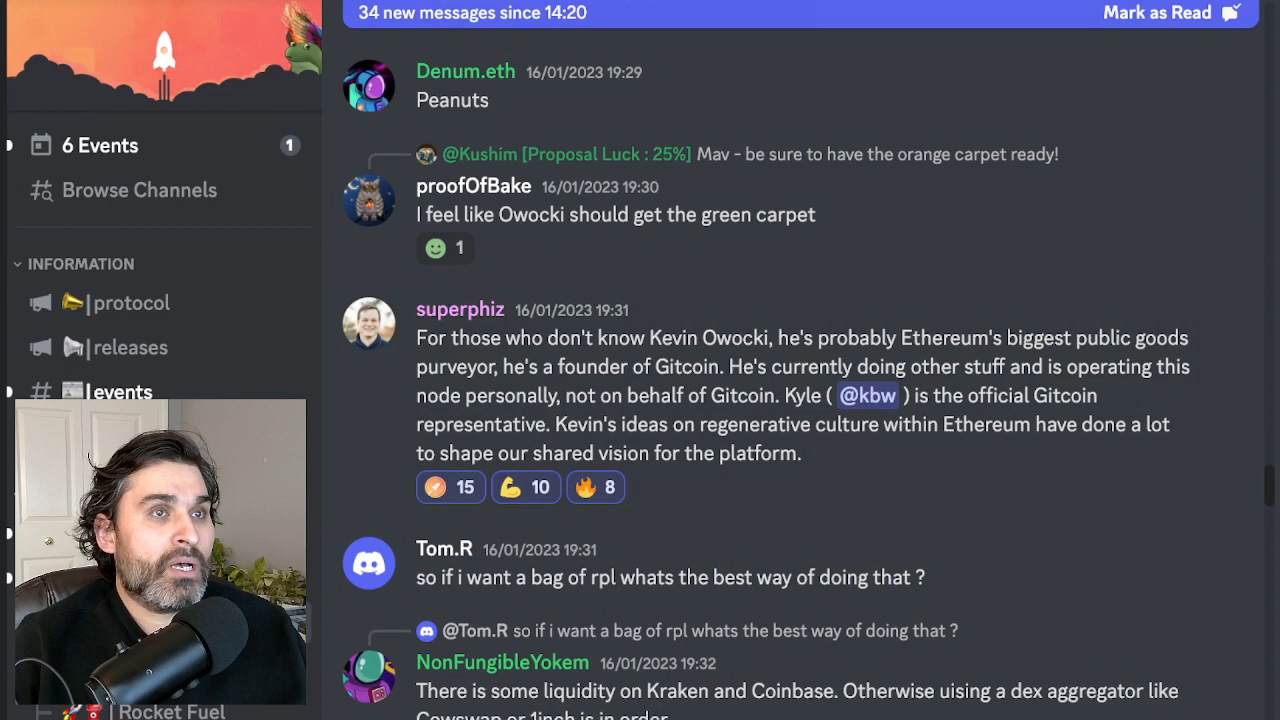 34 new messages since 14:20
Mark as Read
Denum.eth 16/01/2023 19:29
Peanuts
6 Events
1
@Kushim [Proposal Luck : 25%] Mav - be sure to have the orange carpet ready!
Browse Channels
proofOfBake 16/01/2023 19:30
I feel like Owocki should get the green carpet
1
INFORMATION
|protocol
superphiz 16/01/2023 19:31
For those who don't know Kevin Owocki, he's probably Ethereum's biggest public goods
|releases
purveyor, he's a founder of Gitcoin. He's currently doing other stuff and is operating this
|events
node personally, not on behalf of Gitcoin. Kyle ( @kbw ) is the official Gitcoin
representative. Kevin's ideas on regenerative culture within Ethereum have done a lot
to shape our shared vision for the platform.
15 10 8
Tom.R 16/01/2023 19:31
so if i want a bag of rpl whats the best way of doing that ?
@Tom.R so if i want a bag of rpl whats the best way of doing that ?
NonFungibleYokem 16/01/2023 19:32
There is some liquidity on Kraken and Coinbase. Otherwise uising a dex aggregator like
Cowswap or 1inch is in order
| Rocket Fuel